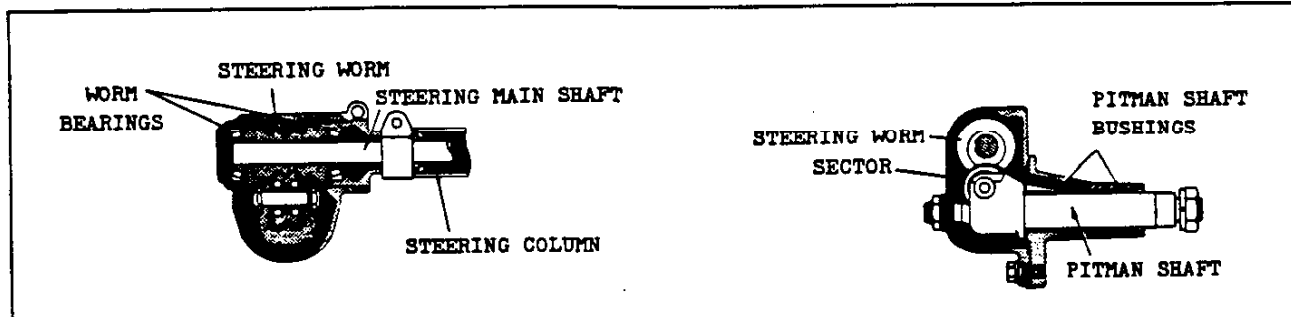 STEERING WORM
WORM
BEARINGS
STEERING MAIN SHAFT
STEERING COLUMN
PITMAN SHAFT
BUSHINGS
STEERING WORM
SECTOR
PITMAN SHAFT